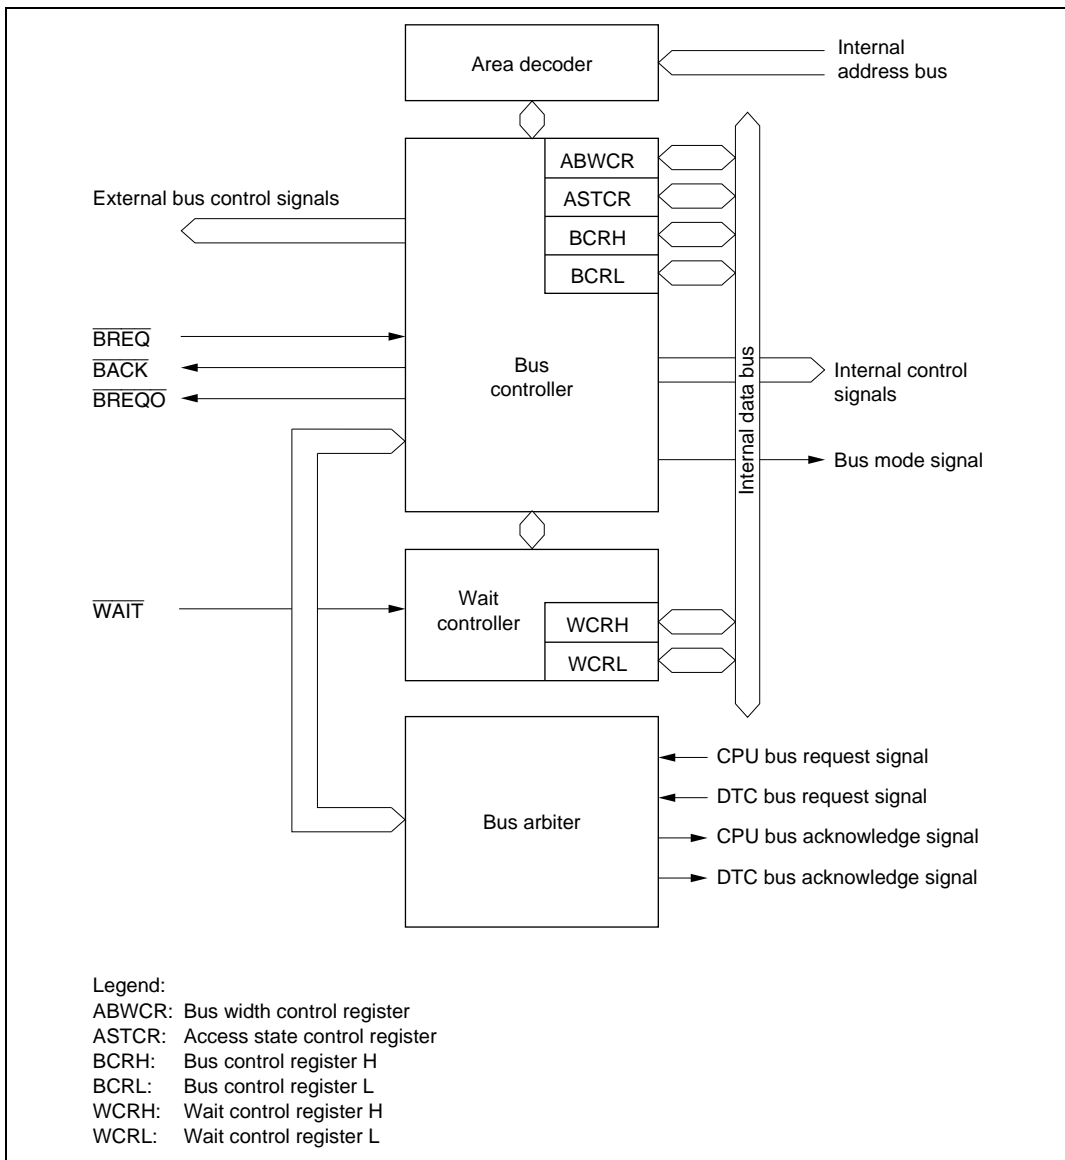 Area decoder
Internal
address bus
ABWCR
ASTCR
BCRH
BCRL
External bus control signals
BREQ
BACK
BREQO
Bus
controller
Internal data bus
Internal control
signals
Bus mode signal
WAIT
Wait
controller
WCRH
WCRL
Bus arbiter
CPU bus request signal
DTC bus request signal
CPU bus acknowledge signal
DTC bus acknowledge signal
Legend:
ABWCR: Bus width control register
ASTCR: Access state control register
BCRH: Bus control register H
BCRL: Bus control register L
WCRH: Wait control register H
WCRL: Wait control register L